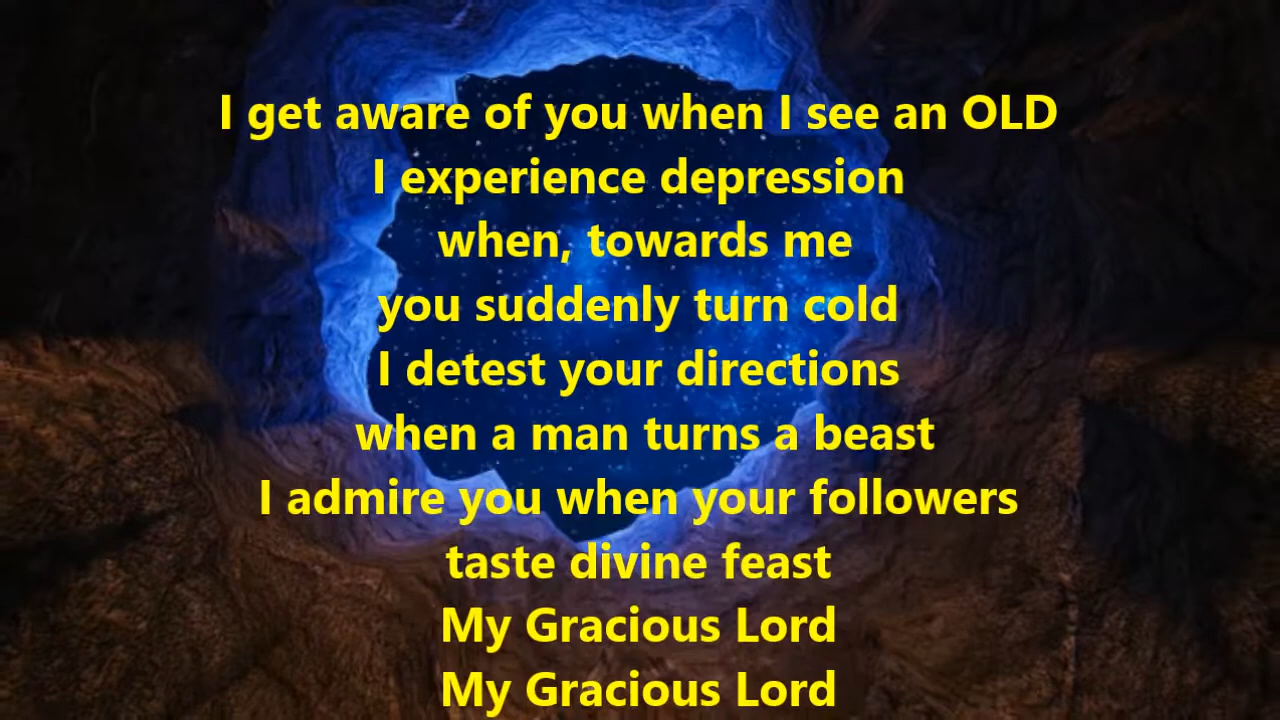 I get aware of you when I see an OLD
I experience depression
when, towards me
you suddenly turn cold
I detest your directions
when a man turns a beast
I admire you when your followers
taste divine feast
My Gracious Lord
My Gracious Lord